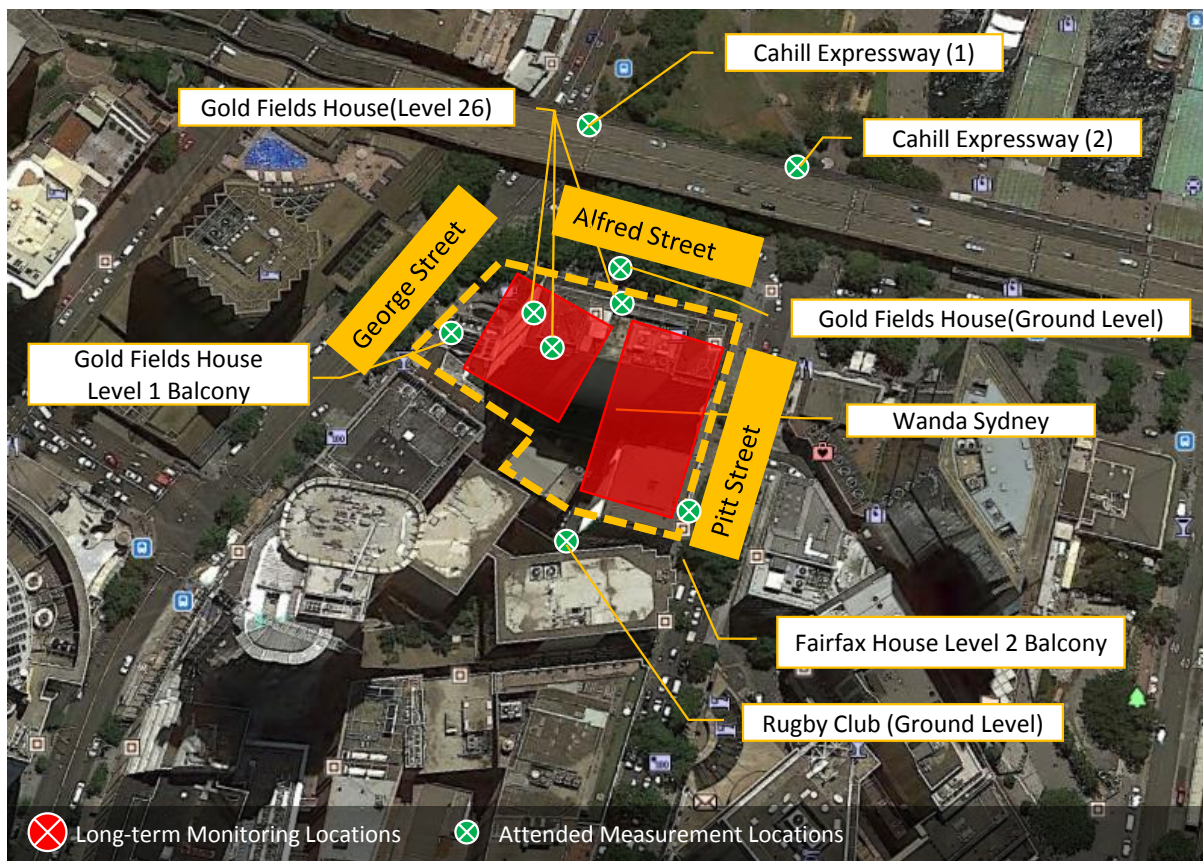 Cahill Expressway (1)
Gold Fields House(Level 26)
Cahill Expressway (2)
Alfred Street
George Street
Gold Fields House(Ground Level)
Gold Fields House
Level 1 Balcony
Wanda Sydney
Pitt Street
Fairfax House Level 2 Balcony
Rugby Club (Ground Level)
Long-term Monitoring Locations
Attended Measurement Locations